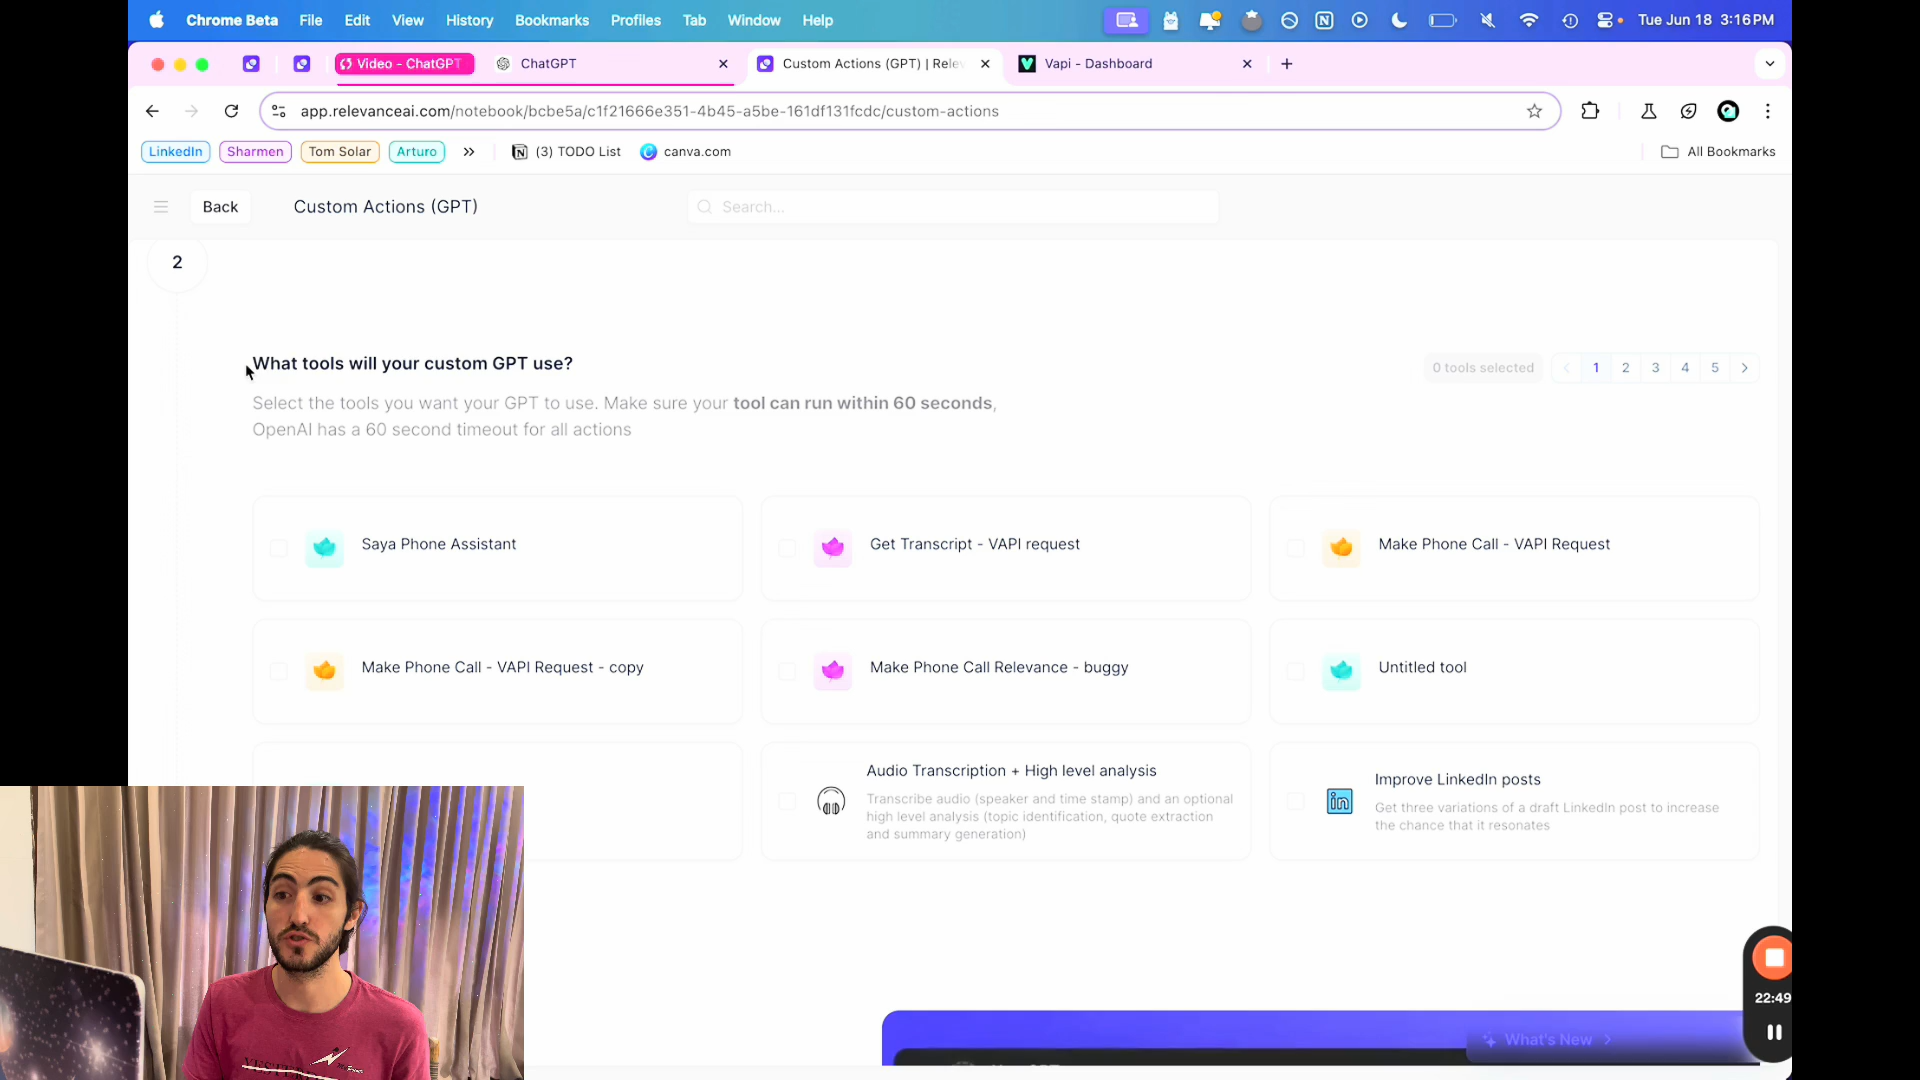 Chrome Beta File Edit View History Bookmarks Profiles Tab Window Help Tue Jun 18 3:16 PM
Video - ChatGPT ChatGPT Custom Actions (GPT) | Rele Vapi - Dashboard
app.relevanceai.com/notebook/bcbe5a/c1f21666e351-4b45-a5be-161df131fcdc/custom-actions
LinkedIn Sharmen Tom Solar Arturo (3) TODO List canva.com All Bookmarks
Back Custom Actions (GPT) Search...
2
What tools will your custom GPT use? 0 tools selected 1 2 3 4 5
Select the tools you want your GPT to use. Make sure your tool can run within 60 seconds,
OpenAI has a 60 second timeout for all actions
Saya Phone Assistant
Get Transcript - VAPI request
Make Phone Call - VAPI Request
Make Phone Call - VAPI Request - copy
Make Phone Call Relevance - buggy
Untitled tool
Audio Transcription + High level analysis
Transcribe audio (speaker and time stamp) and an optional
high level analysis (topic identification, quote extraction
and summary generation)
Improve LinkedIn posts
Get three variations of a draft LinkedIn post to increase
the chance that it resonates
22:49
What's New